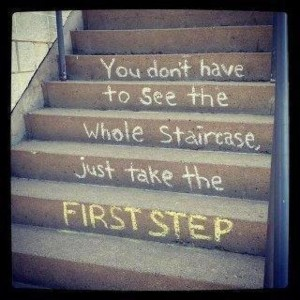 You don't have
to see the
Whole Staircase,
just take the
FIRST STEP